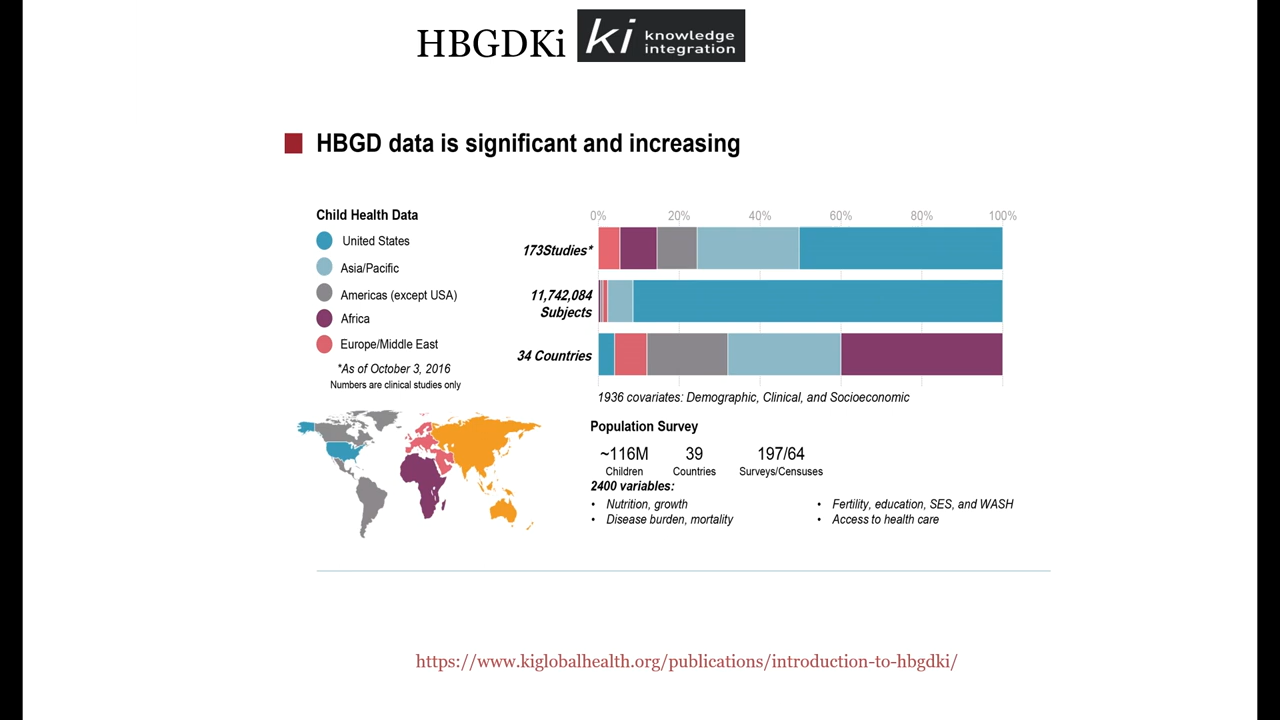 HBGDKi
ki knowledge
integration
HBGD data is significant and increasing
Child Health Data
United States
Asia/Pacific
Americas (except USA)
Africa
Europe/Middle East
*As of October 3, 2016
Numbers are clinical studies only
0% 20% 40% 60% 80% 100%
173Studies*
11,742,084
Subjects
34 Countries
1936 covariates: Demographic, Clinical, and Socioeconomic
Population Survey
~116M 39 197/64
Children Countries Surveys/Censuses
2400 variables:
• Nutrition, growth
• Disease burden, mortality
• Fertility, education, SES, and WASH
• Access to health care
https://www.kiglobalhealth.org/publications/introduction-to-hbgdki/